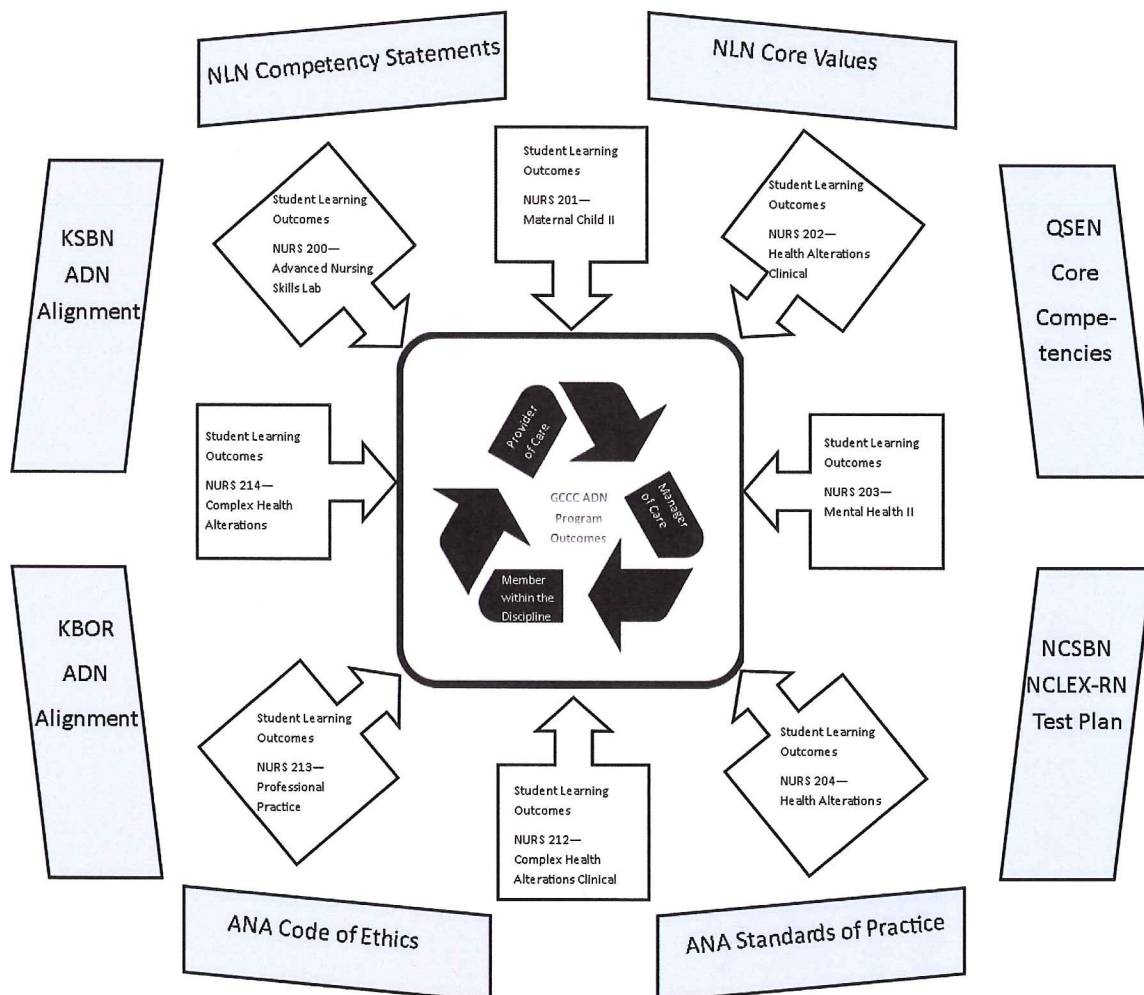 NLN Competency Statements
NLN Core Values
KSBN
ADN
Alignment
Student Learning
Outcomes
NURS 200—
Advanced Nursing
Skills Lab
Student Learning
Outcomes
NURS 201—
Maternal Child II
Student Learning
Outcomes
NURS 202—
Health Alterations
Clinical
QSEN
Core
Compe-
tencies
Student Learning
Outcomes
NURS 214—
Complex Health
Alterations
Provider
of Care
GCCC ADN
Program
Outcomes
Manager
of Care
Member
within the
Discipline
Student Learning
Outcomes
NURS 203—
Mental Health II
KBOR
ADN
Alignment
Student Learning
Outcomes
NURS 213—
Professional
Practice
Student Learning
Outcomes
NURS 212—
Complex Health
Alterations Clinical
Student Learning
Outcomes
NURS 204—
Health Alterations
NCSBN
NCLEX-RN
Test Plan
ANA Code of Ethics
ANA Standards of Practice